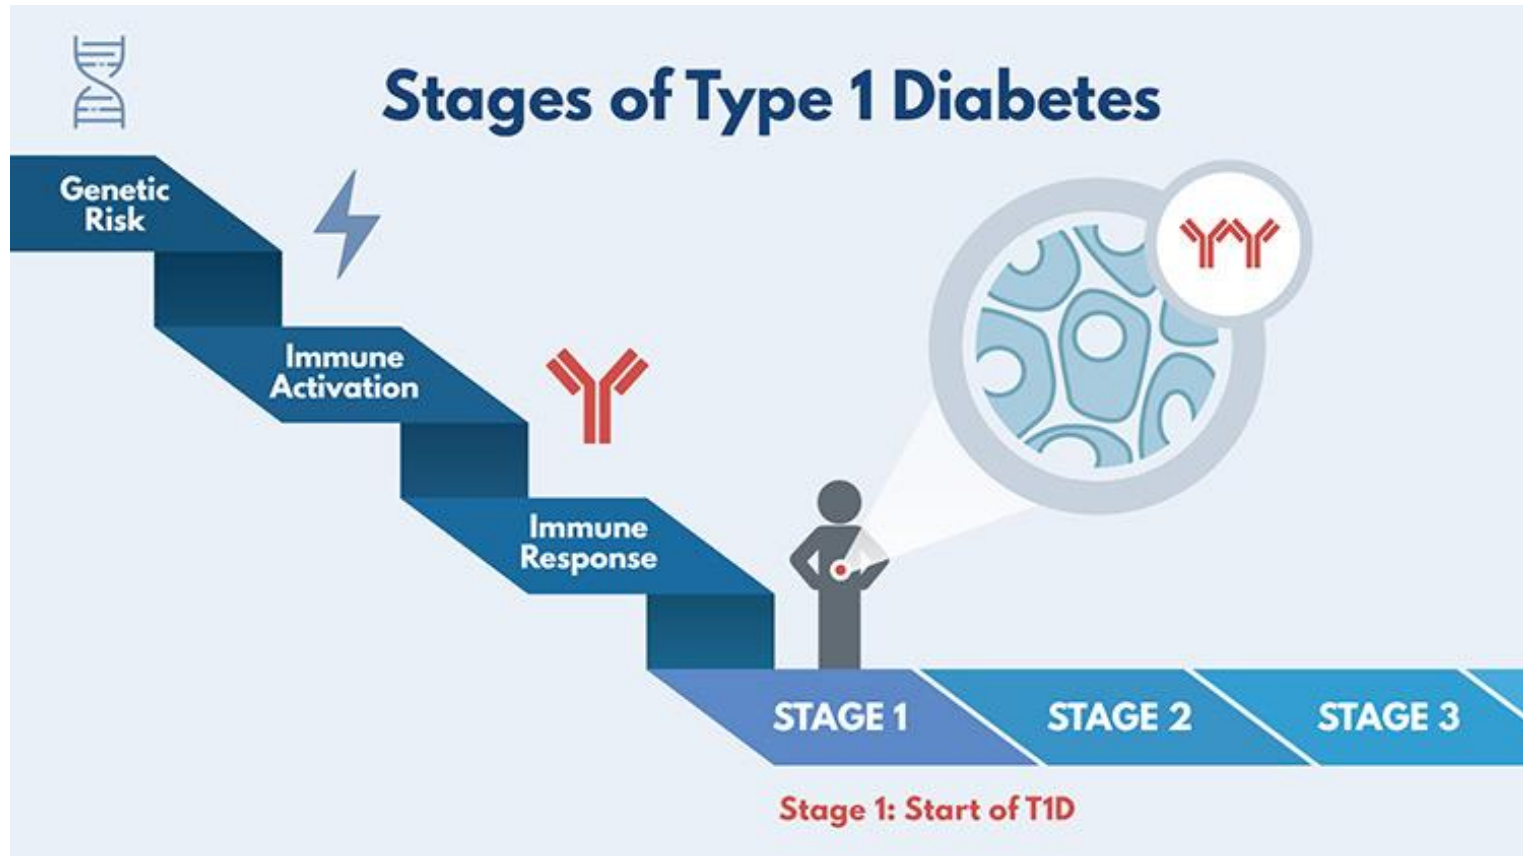 Stages of Type 1 Diabetes
Genetic
Risk
Immune
Activation
Immune
Response
STAGE 1
STAGE 2
STAGE 3
Stage 1: Start of T1D